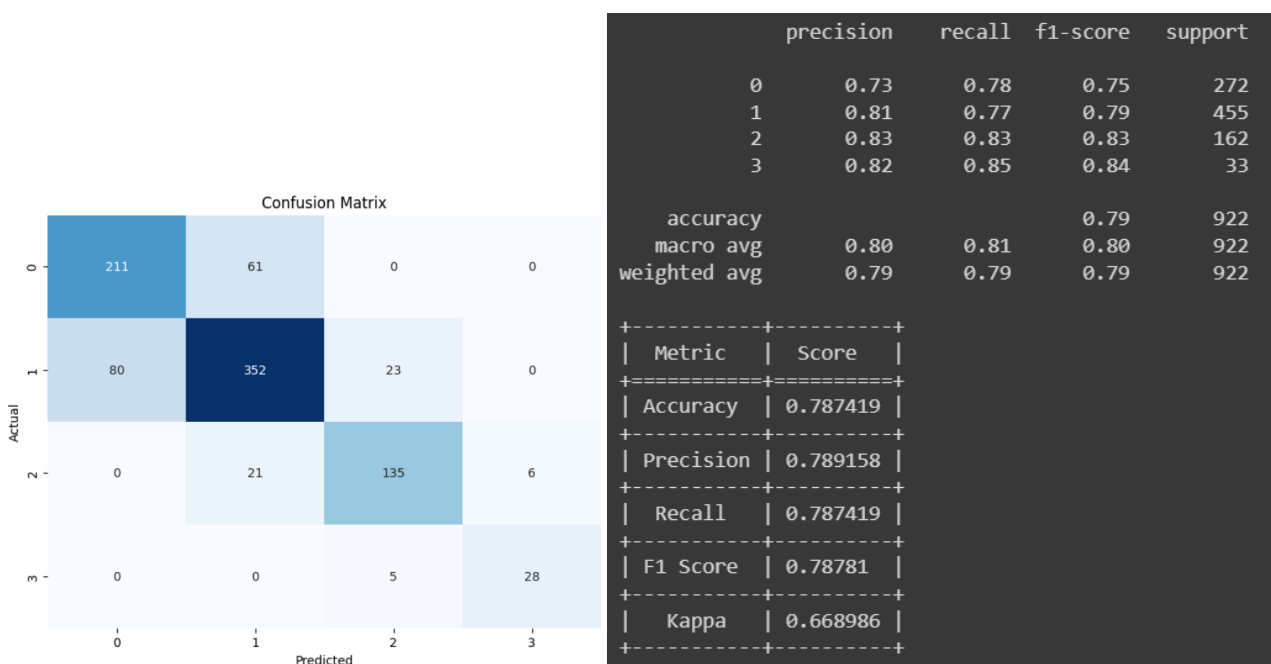 Confusion Matrix
Actual
0 211 61 0 0
1 80 352 23 0
2 0 21 135 6
3 0 0 5 28
0 1 2 3
Predicted
precision recall f1-score support
0 0.73 0.78 0.75 272
1 0.81 0.77 0.79 455
2 0.83 0.83 0.83 162
3 0.82 0.85 0.84 33
accuracy 0.79 922
macro avg 0.80 0.81 0.80 922
weighted avg 0.79 0.79 0.79 922
+-----------+----------+
| Metric | Score |
+===========+==========+
| Accuracy | 0.787419 |
+-----------+----------+
| Precision | 0.789158 |
+-----------+----------+
| Recall | 0.787419 |
+-----------+----------+
| F1 Score | 0.78781 |
+-----------+----------+
| Kappa | 0.668986 |
+-----------+----------+